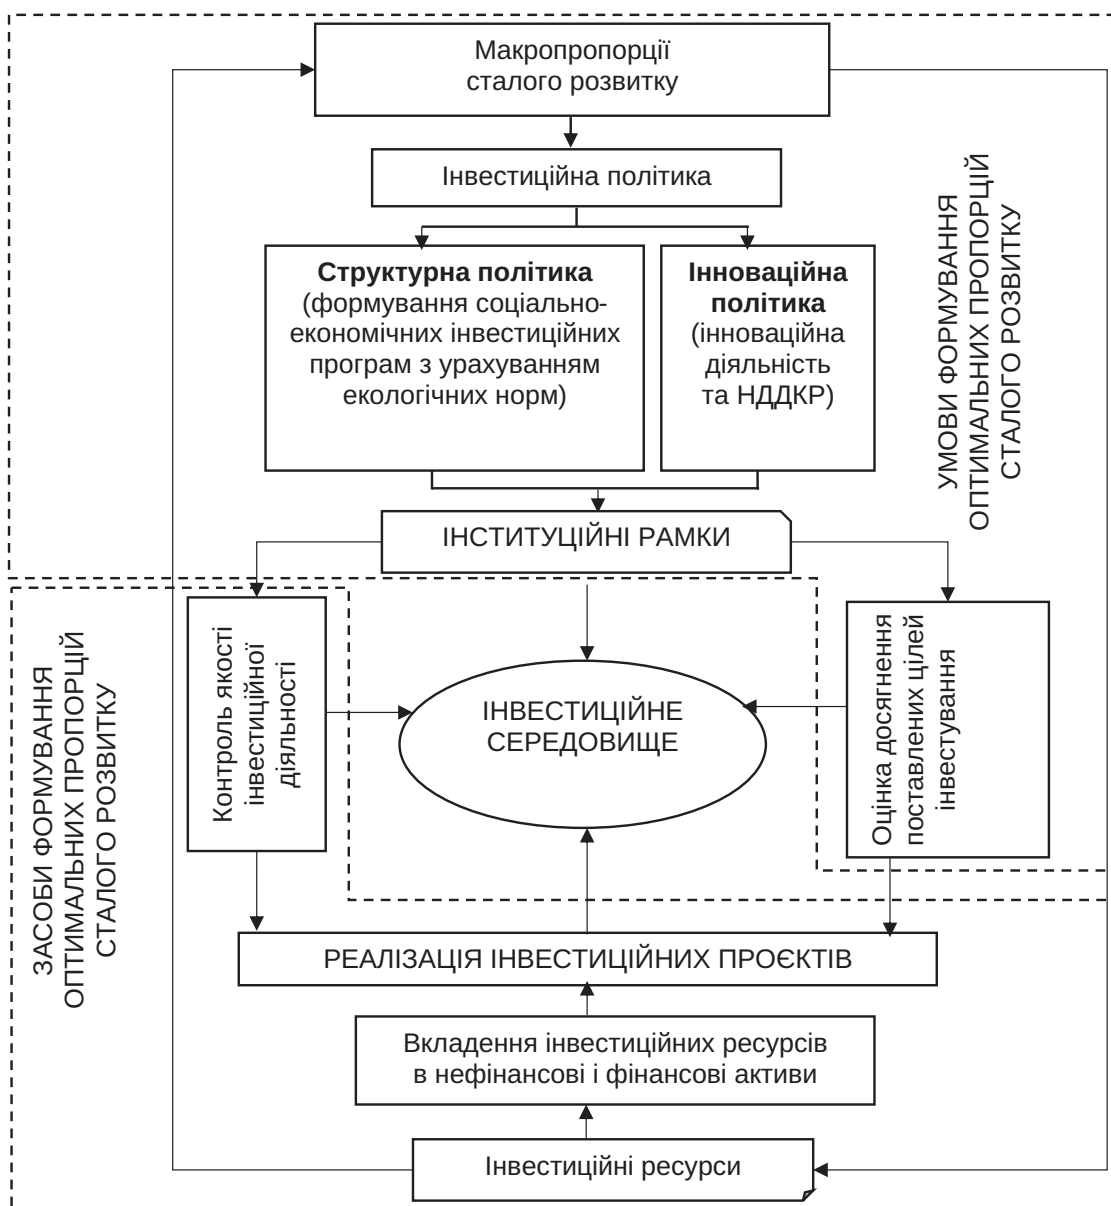 Макропропорції
сталого розвитку
Інвестиційна політика
Структурна політика
(формування соціально-
економічних інвестиційних
програм з урахуванням
екологічних норм)
Інноваційна
політика
(інноваційна
діяльність
та НДДКР)
УМОВИ ФОРМУВАННЯ
ОПТИМАЛЬНИХ ПРОПОРЦІЙ
СТАЛОГО РОЗВИТКУ
ІНСТИТУЦІЙНІ РАМКИ
ЗАСОБИ ФОРМУВАННЯ
ОПТИМАЛЬНИХ ПРОПОРЦІЙ
СТАЛОГО РОЗВИТКУ
Контроль якості
інвестиційної
діяльності
ІНВЕСТИЦІЙНЕ
СЕРЕДОВИЩЕ
Оцінка досягнення
поставлених цілей
інвестування
РЕАЛІЗАЦІЯ ІНВЕСТИЦІЙНИХ ПРОЄКТІВ
Вкладення інвестиційних ресурсів
в нефінансові і фінансові активи
Інвестиційні ресурси